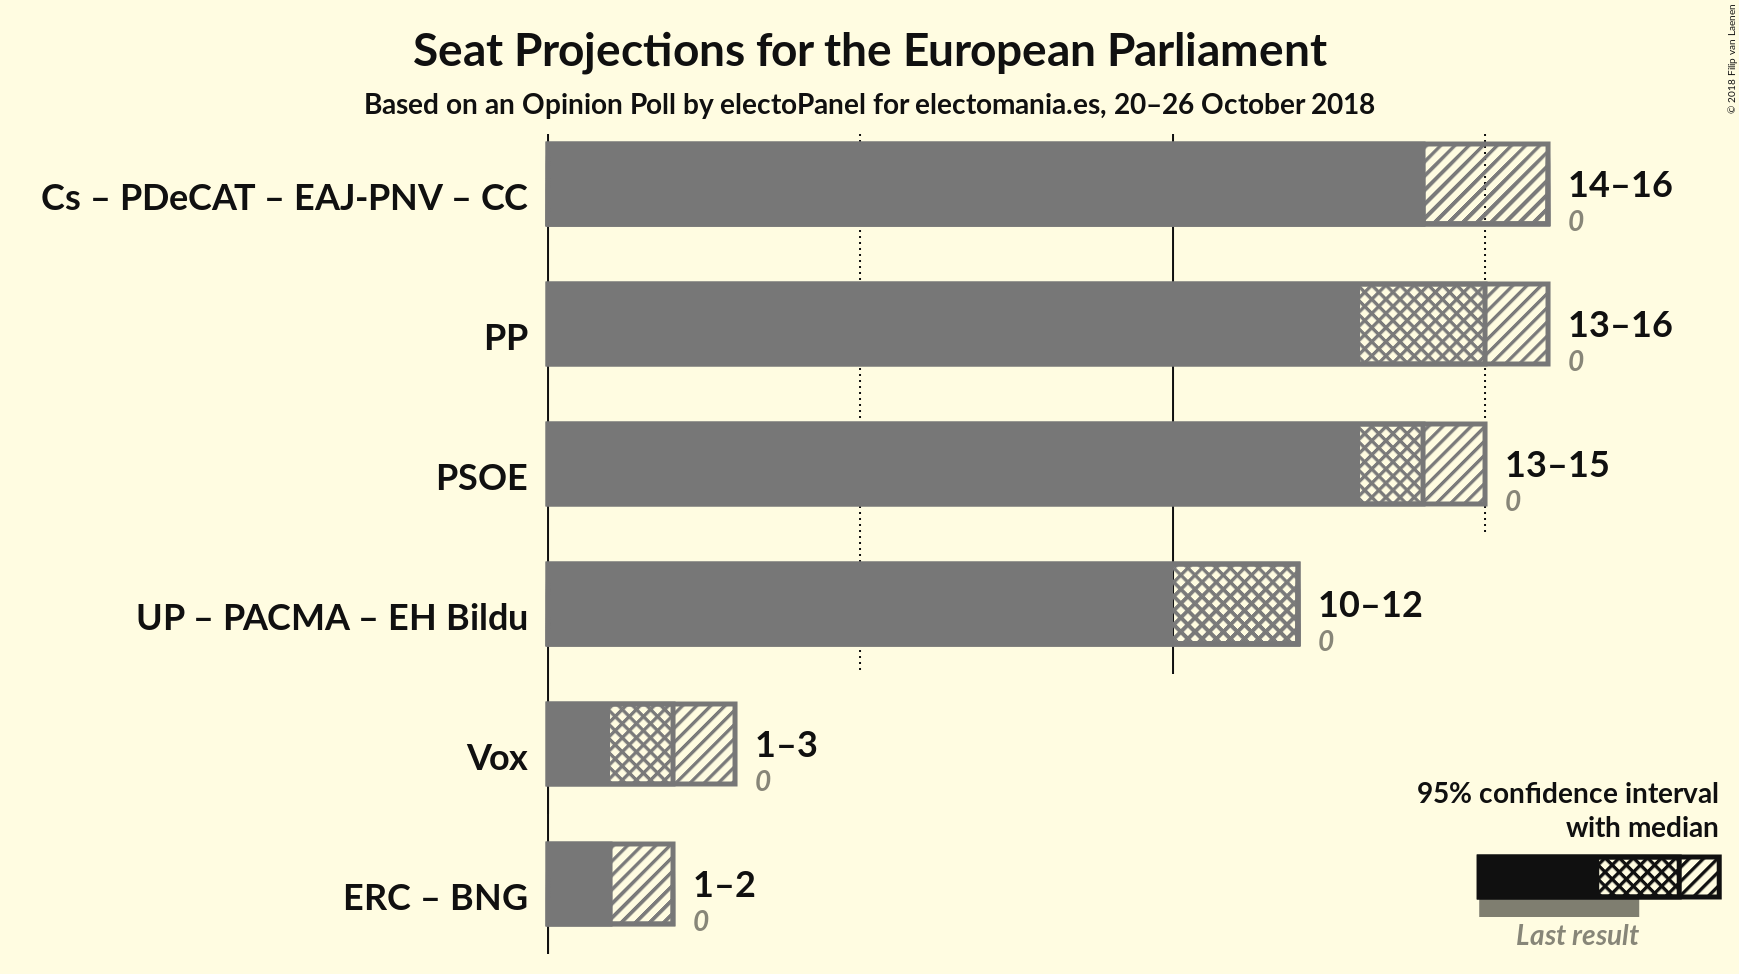 Seat Projections for the European Parliament
Based on an Opinion Poll by electoPanel for electomania.es, 20–26 October 2018
© 2018 Filip van Laenen
Cs – PDeCAT – EAJ-PNV – CC
14–16
0
PP
13–16
0
PSOE
13–15
0
UP – PACMA – EH Bildu
10–12
0
Vox
1–3
0
ERC – BNG
1–2
0
95% confidence interval
with median
Last result